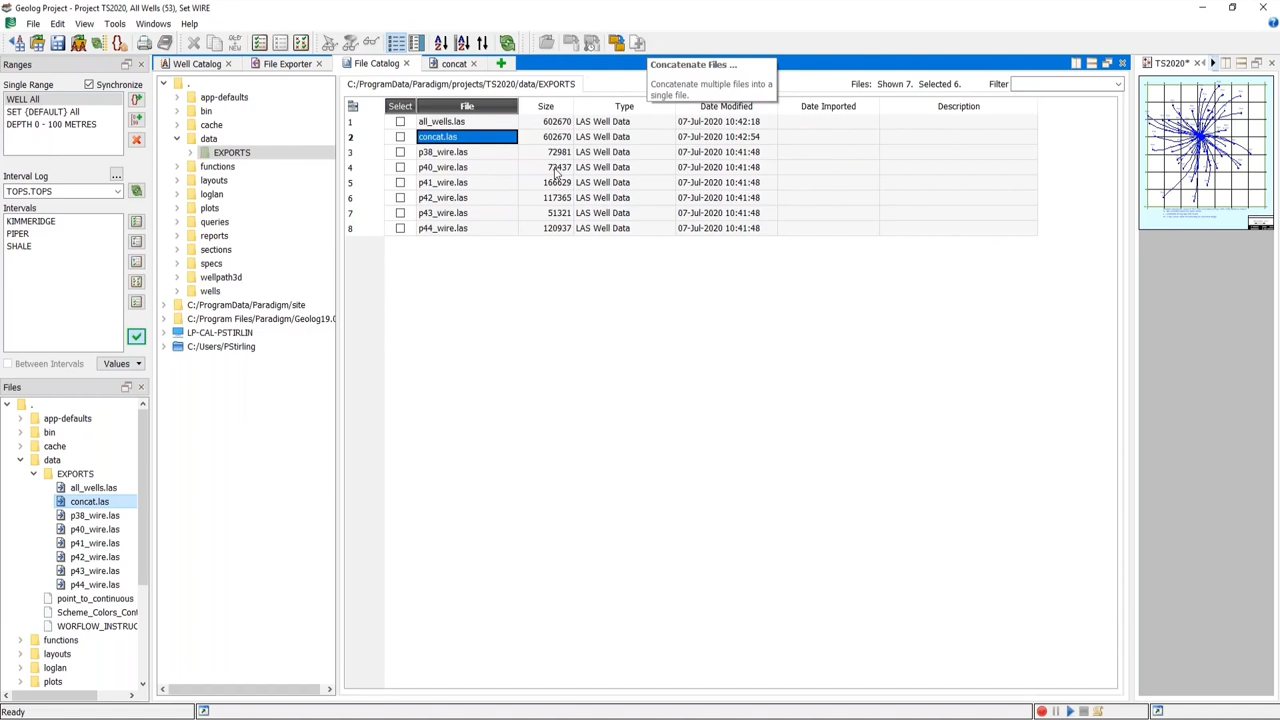 Geolog Project - Project TS2020, All Wells (53), Set WIRE
File Edit View Tools Windows Help
Ranges
Well Catalog
File Exporter
File Catalog
concat
TS2020*
Single Range
Synchronize
WELL All
SET {DEFAULT} All
DEPTH 0 - 100 METRES
Interval Log
TOPS.TOPS
Intervals
KIMMERIDGE
PIPER
SHALE
Between Intervals
Values
Files
.
app-defaults
bin
cache
data
EXPORTS
all_wells.las
concat.las
p38_wire.las
p40_wire.las
p41_wire.las
p42_wire.las
p43_wire.las
p44_wire.las
point_to_continuous
Scheme_Colors_Cont
WORFLOW_INSTRUC
functions
layouts
loglan
plots
.
app-defaults
bin
cache
data
EXPORTS
functions
layouts
loglan
plots
queries
reports
sections
specs
wellpath3d
wells
C:/ProgramData/Paradigm/site
C:/Program Files/Paradigm/Geolog19.0
LP-CAL-PSTIRLIN
C:/Users/PStirling
C:/ProgramData/Paradigm/projects/TS2020/data/EXPORTS
Concatenate Files ...
Concatenate multiple files into a
single file.
Files: Shown 7. Selected 6.
Filter
Select File Size Type Date Modified Date Imported Description
1 all_wells.las 602670 LAS Well Data 07-Jul-2020 10:42:18
2 concat.las 602670 LAS Well Data 07-Jul-2020 10:42:54
3 p38_wire.las 72981 LAS Well Data 07-Jul-2020 10:41:48
4 p40_wire.las LAS Well Data 07-Jul-2020 10:41:48
5 p41_wire.las 166629 LAS Well Data 07-Jul-2020 10:41:48
6 p42_wire.las 117365 LAS Well Data 07-Jul-2020 10:41:48
7 p43_wire.las 51321 LAS Well Data 07-Jul-2020 10:41:48
8 p44_wire.las 120937 LAS Well Data 07-Jul-2020 10:41:48
Ready